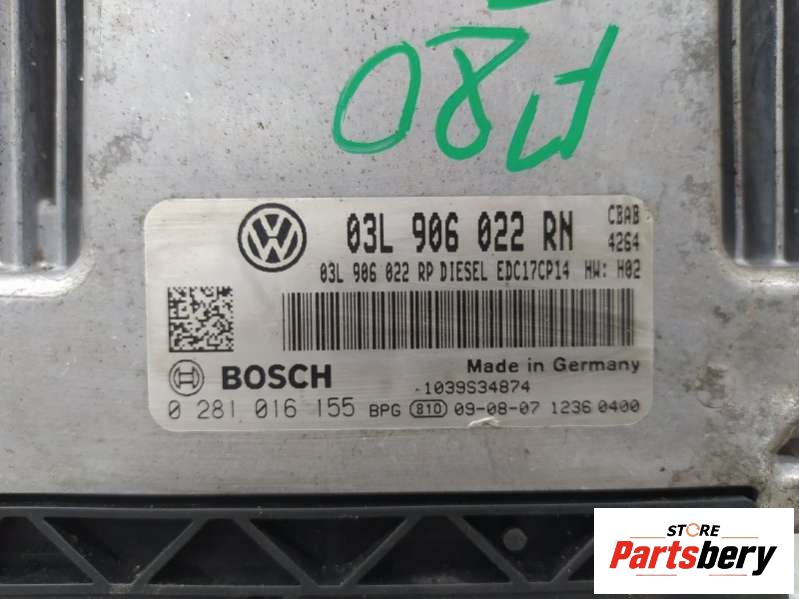 F80
03L 906 022 RN
CBAB
4264
03L 906 022 RP DIESEL EDC17CP14 HW: H02
BOSCH
Made in Germany
1039S34874
0 281 016 155 BPG 810 09-08-07 1236 0400
STORE
Partsbery